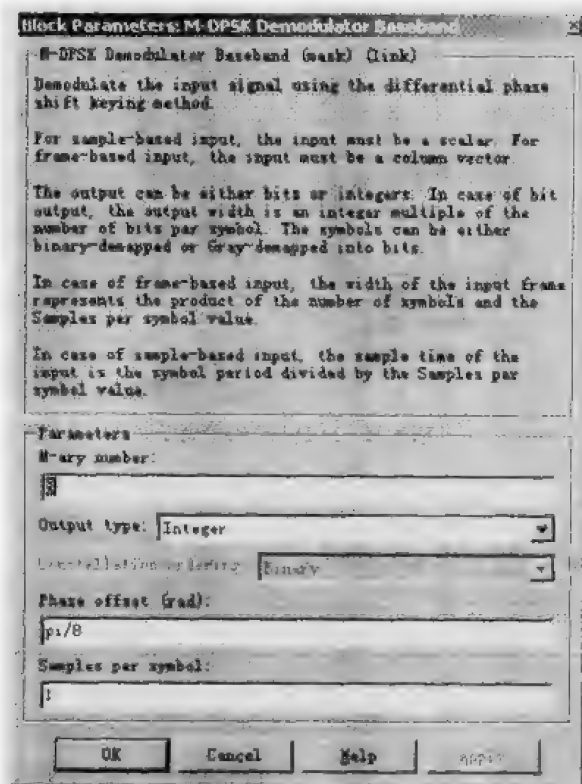 Block Parameters: M-DPSK Demodulator Baseband
M-DPSK Demodulator Baseband (mask) (link)
Demodulate the input signal using the differential phase
shift keying method.
For sample-based input, the input must be a scalar. For
frame-based input, the input must be a column vector.
The output can be either bits or integers. In case of bit
output, the output width is an integer multiple of the
number of bits per symbol. The symbols can be either
binary-demapped or Gray-demapped into bits.
In case of frame-based input, the width of the input frame
represents the product of the number of symbols and the
Samples per symbol value.
In case of sample-based input, the sample time of the
input is the symbol period divided by the Samples per
symbol value.
Parameters
M-ary number:
Output type: Integer
Constellation ordering: Binary
Phase offset (rad):
pi/8
Samples per symbol:
1
OK Cancel Help Apply